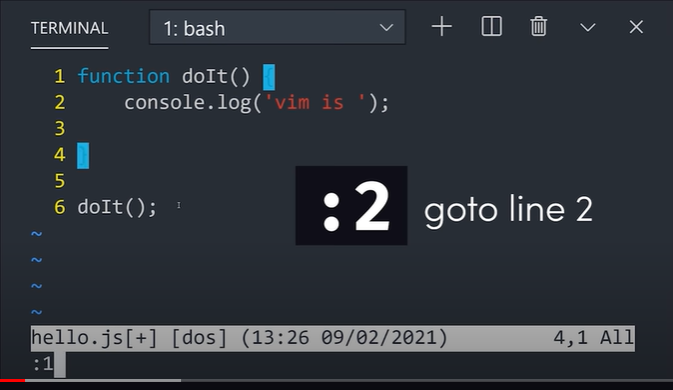 TERMINAL 1: bash
1 function doIt() {
2 console.log('vim is ');
3
4 }
5
6 doIt();
:2 goto line 2
~
~
~
~
hello.js[+] [dos] (13:26 09/02/2021) 4,1 All
:1